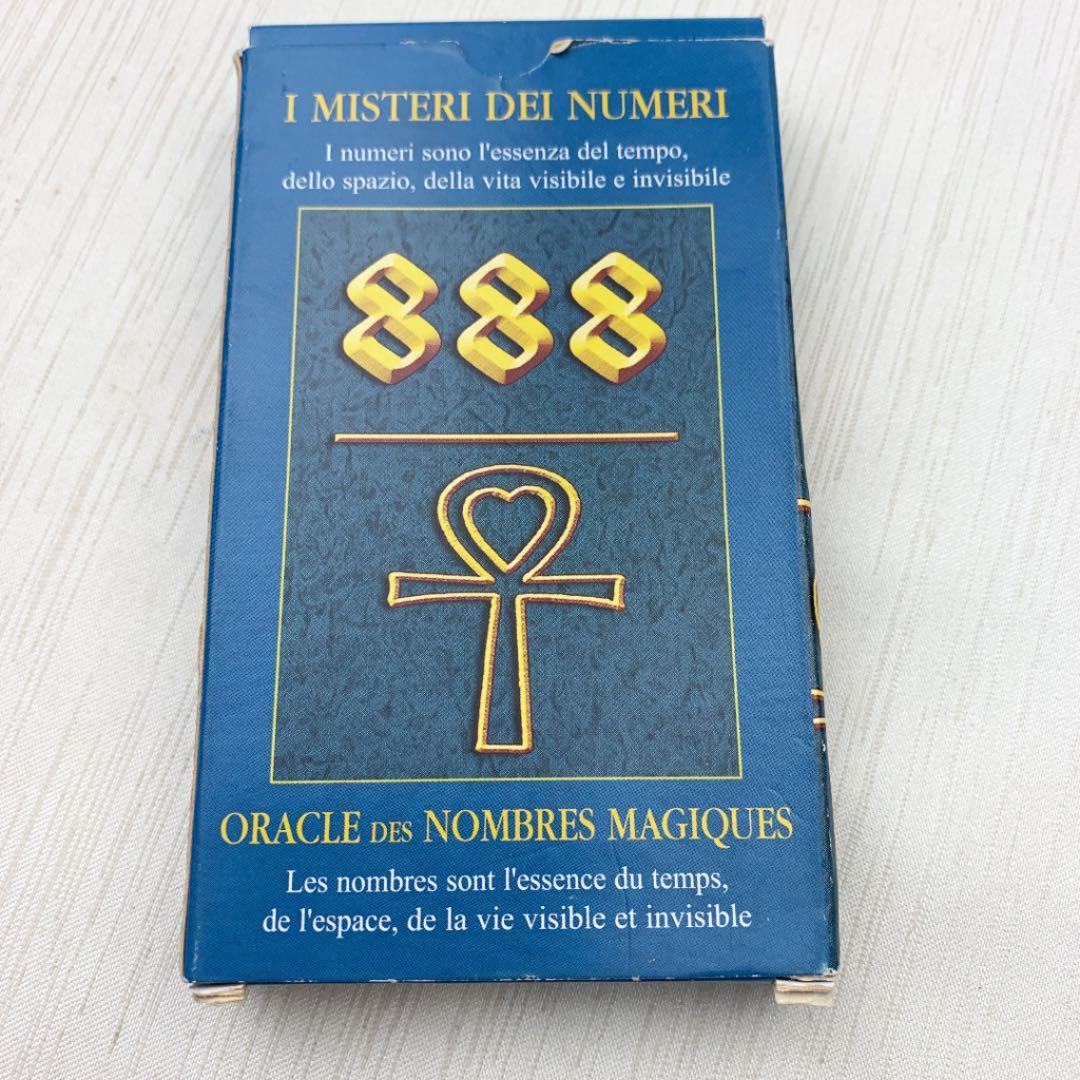 I MISTERI DEI NUMERI
I numeri sono l'essenza del tempo,
dello spazio, della vita visibile e invisibile
888
ORACLE DES NOMBRES MAGIQUES
Les nombres sont l'essence du temps,
de l'espace, de la vie visible et invisible